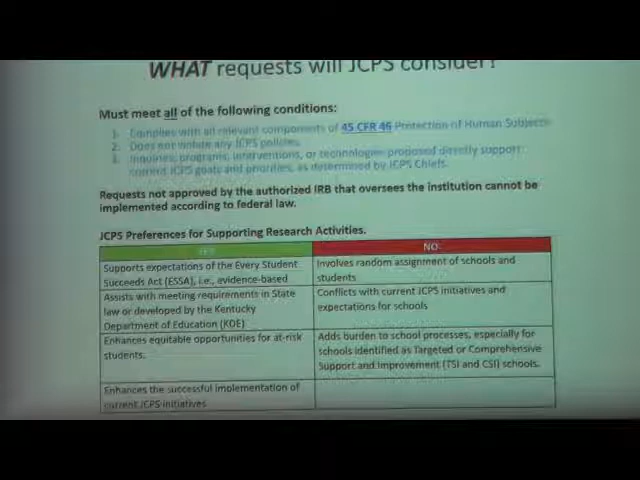 WHAT requests will JCPS consider?
Must meet all of the following conditions:
1. Complies with all relevant components of 45 CFR 46 Protection of Human Subjects
2. Does not violate any JCPS policies.
3. Inquiries, programs, interventions, or technologies proposed directly support
current JCPS goals and priorities, as determined by JCPS Chiefs.
Requests not approved by the authorized IRB that oversees the institution cannot be
implemented according to federal law.
JCPS Preferences for Supporting Research Activities.
YES
NO
Supports expectations of the Every Student
Succeeds Act (ESSA), i.e., evidence-based
Involves random assignment of schools and
students
Assists with meeting requirements in State
law or developed by the Kentucky
Department of Education (KDE)
Conflicts with current JCPS initiatives and
expectations for schools
Enhances equitable opportunities for at-risk
students.
Adds burden to school processes, especially for
schools identified as Targeted or Comprehensive
Support and Improvement (TSI and CSI) schools.
Enhances the successful implementation of
current JCPS initiatives